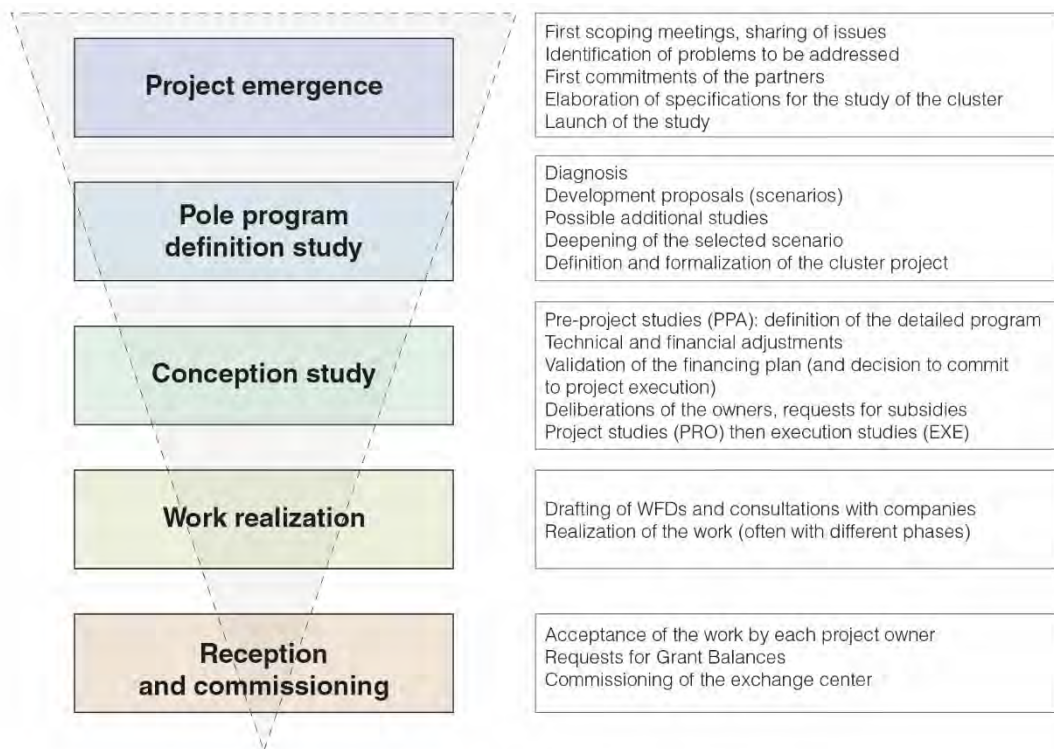 Project emergence
First scoping meetings, sharing of issues
Identification of problems to be addressed
First commitments of the partners
Elaboration of specifications for the study of the cluster
Launch of the study
Pole program
definition study
Diagnosis
Development proposals (scenarios)
Possible additional studies
Deepening of the selected scenario
Definition and formalization of the cluster project
Conception study
Pre-project studies (PPA): definition of the detailed program
Technical and financial adjustments
Validation of the financing plan (and decision to commit
to project execution)
Deliberations of the owners, requests for subsidies
Project studies (PRO) then execution studies (EXE)
Work realization
Drafting of WFDs and consultations with companies
Realization of the work (often with different phases)
Reception
and commissioning
Acceptance of the work by each project owner
Requests for Grant Balances
Commissioning of the exchange center